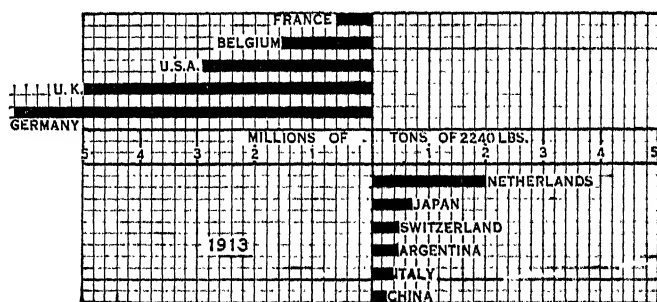 FRANCE
BELGIUM
U.S.A.
U.K.
GERMANY
MILLIONS OF TONS OF 2240 LBS.
5 4 3 2 1 1 2 3 4 5
NETHERLANDS
JAPAN
SWITZERLAND
1913
ARGENTINA
ITALY
CHINA